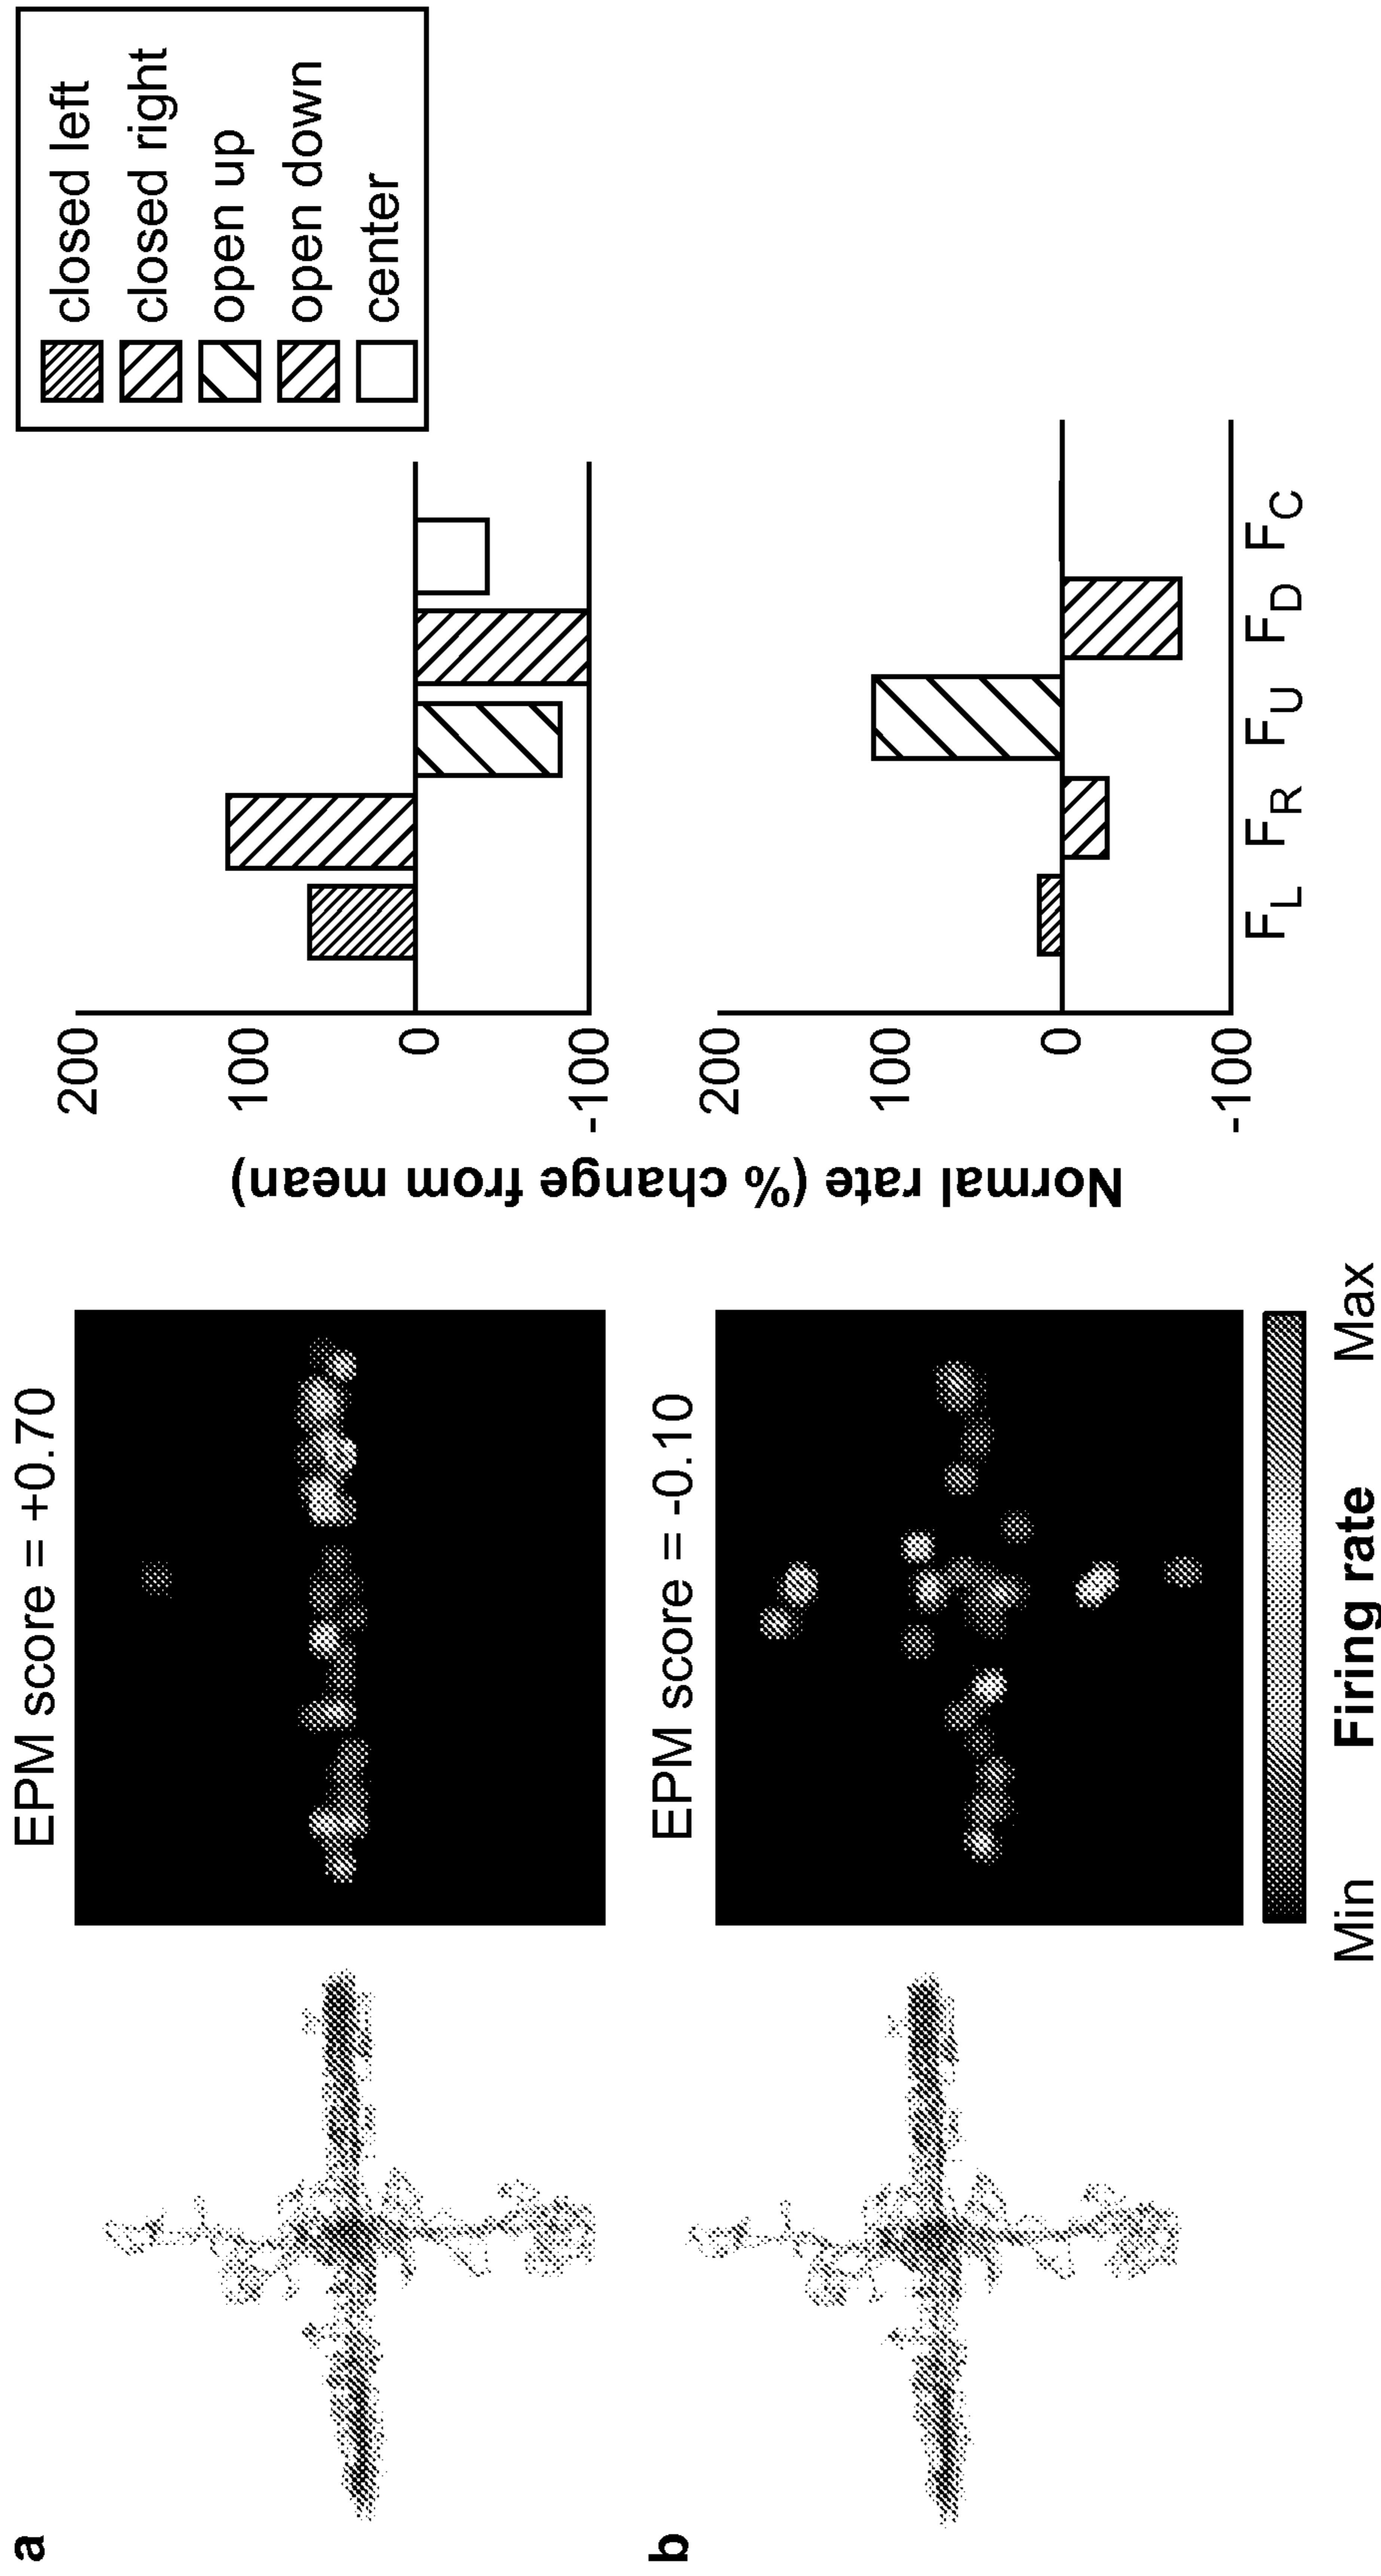 a
EPM score = +0.70
200
100
0
-100
closed left
closed right
open up
open down
center
Normal rate (% change from mean)
b
EPM score = -0.10
200
100
0
-100
FL FR FU FD FC
Min Firing rate Max